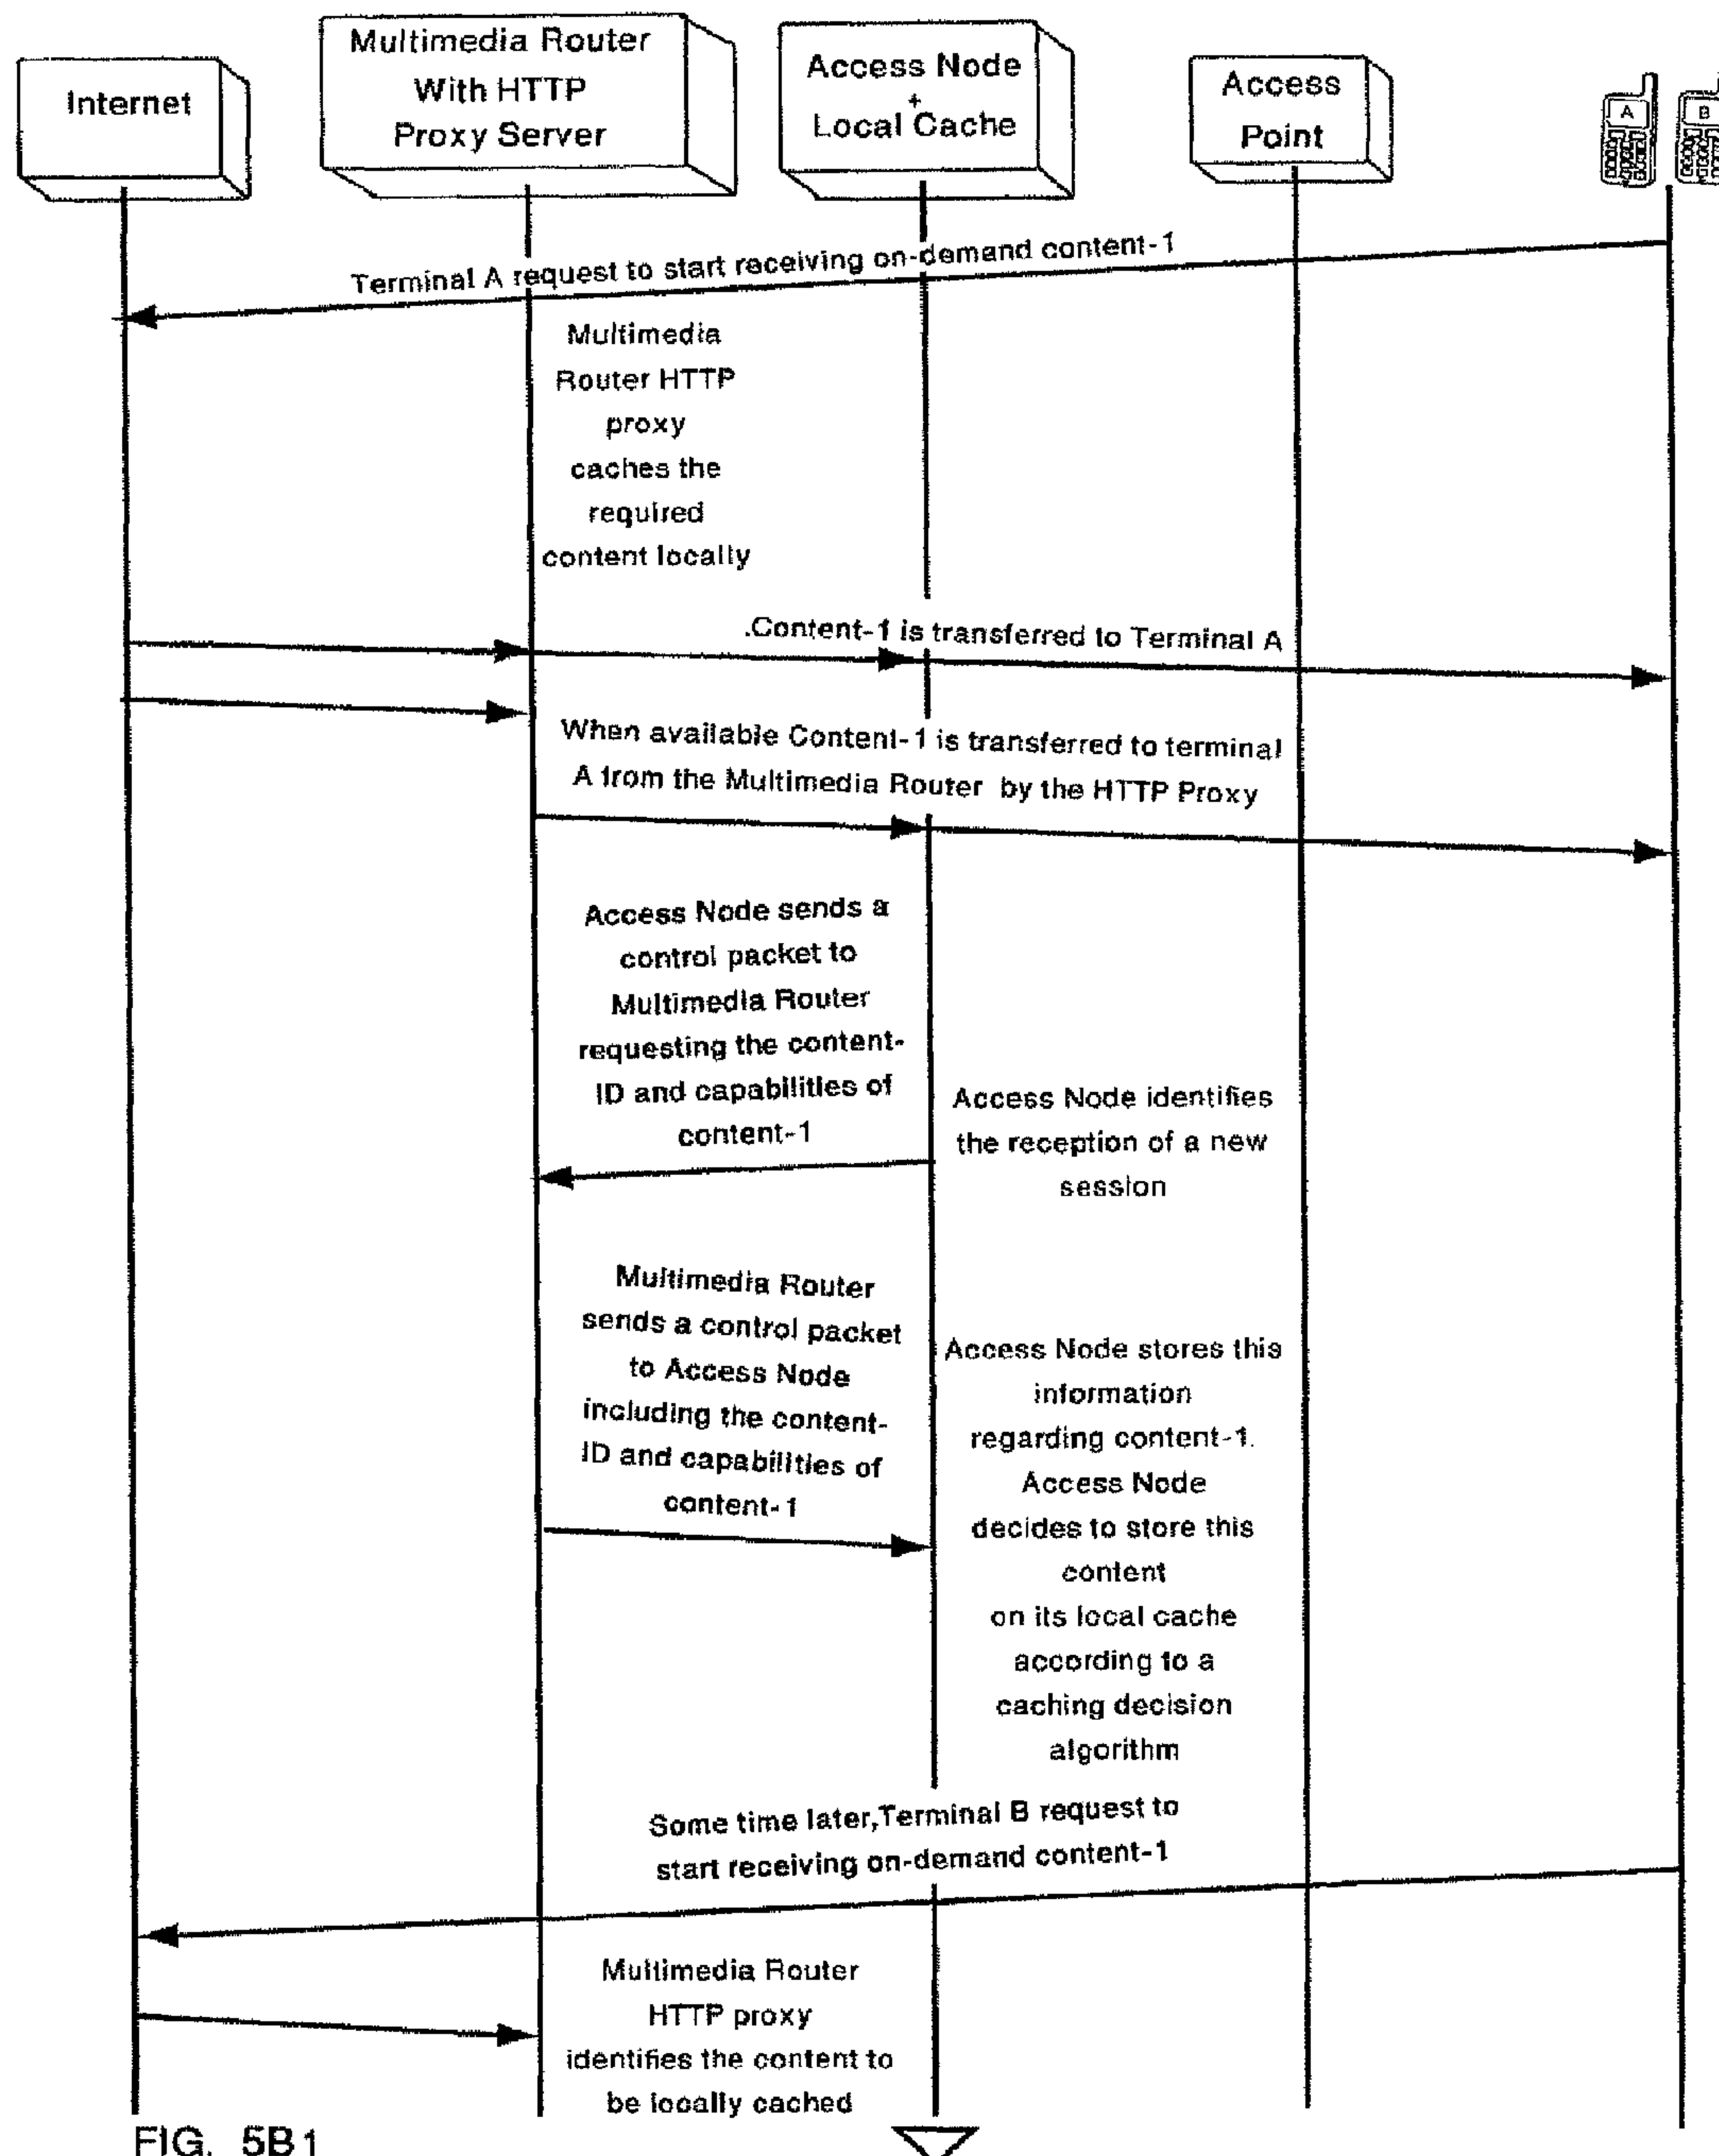 Internet
Multimedia Router
With HTTP
Proxy Server
Access Node
+
Local Cache
Access
Point
A
B
Terminal A request to start receiving on-demand content-1
Multimedia
Router HTTP
proxy
caches the
required
content locally
.Content-1 is transferred to Terminal A
When available Content-1 is transferred to terminal
A from the Multimedia Router by the HTTP Proxy
Access Node sends a
control packet to
Multimedia Router
requesting the content-
ID and capabilities of
content-1
Access Node identifies
the reception of a new
session
Multimedia Router
sends a control packet
to Access Node
including the content-
ID and capabilities of
content-1
Access Node stores this
information
regarding content-1.
Access Node
decides to store this
content
on its local cache
according to a
caching decision
algorithm
Some time later,Terminal B request to
start receiving on-demand content-1
Multimedia Router
HTTP proxy
identifies the content to
be locally cached
FIG. 5B1